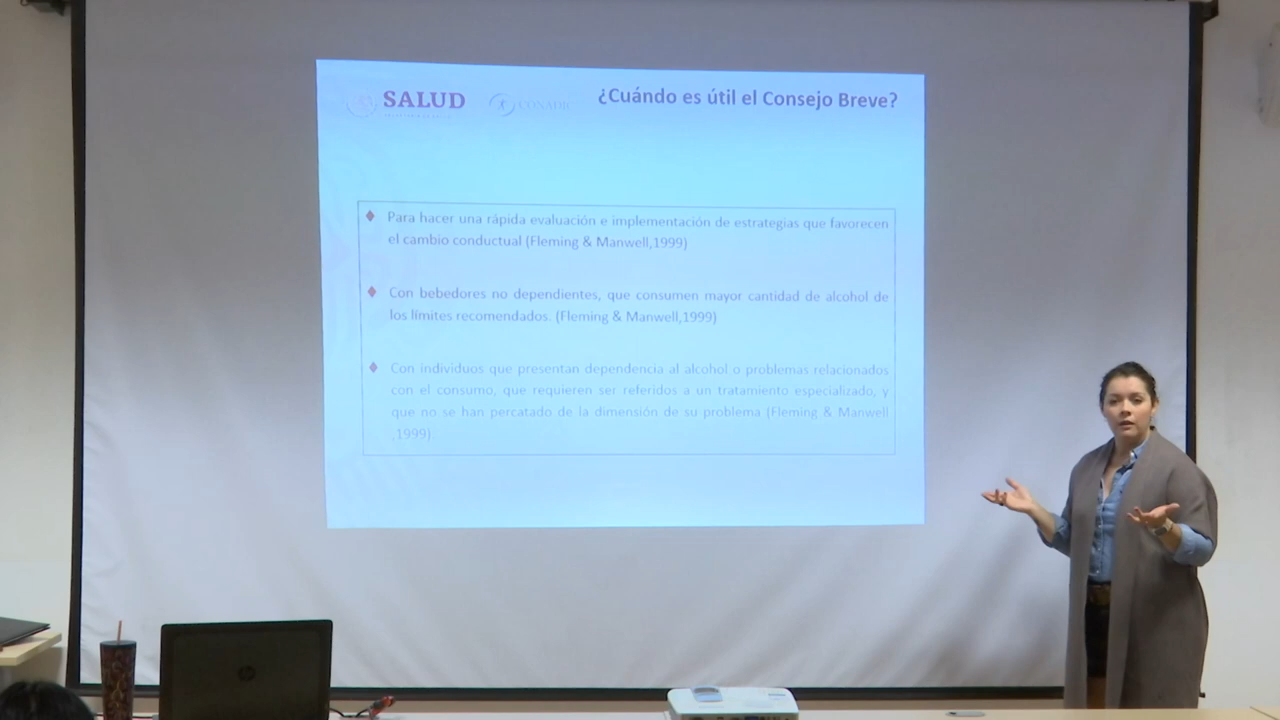 SALUD
CONADIC
¿Cuándo es útil el Consejo Breve?
Para hacer una rápida evaluación e implementación de estrategias que favorecen
el cambio conductual (Fleming & Manwell,1999)
Con bebedores no dependientes, que consumen mayor cantidad de alcohol de
los límites recomendados. (Fleming & Manwell,1999)
Con individuos que presentan dependencia al alcohol o problemas relacionados
con el consumo, que requieren ser referidos a un tratamiento especializado, y
que no se han percatado de la dimensión de su problema (Fleming & Manwell
,1999)
hp